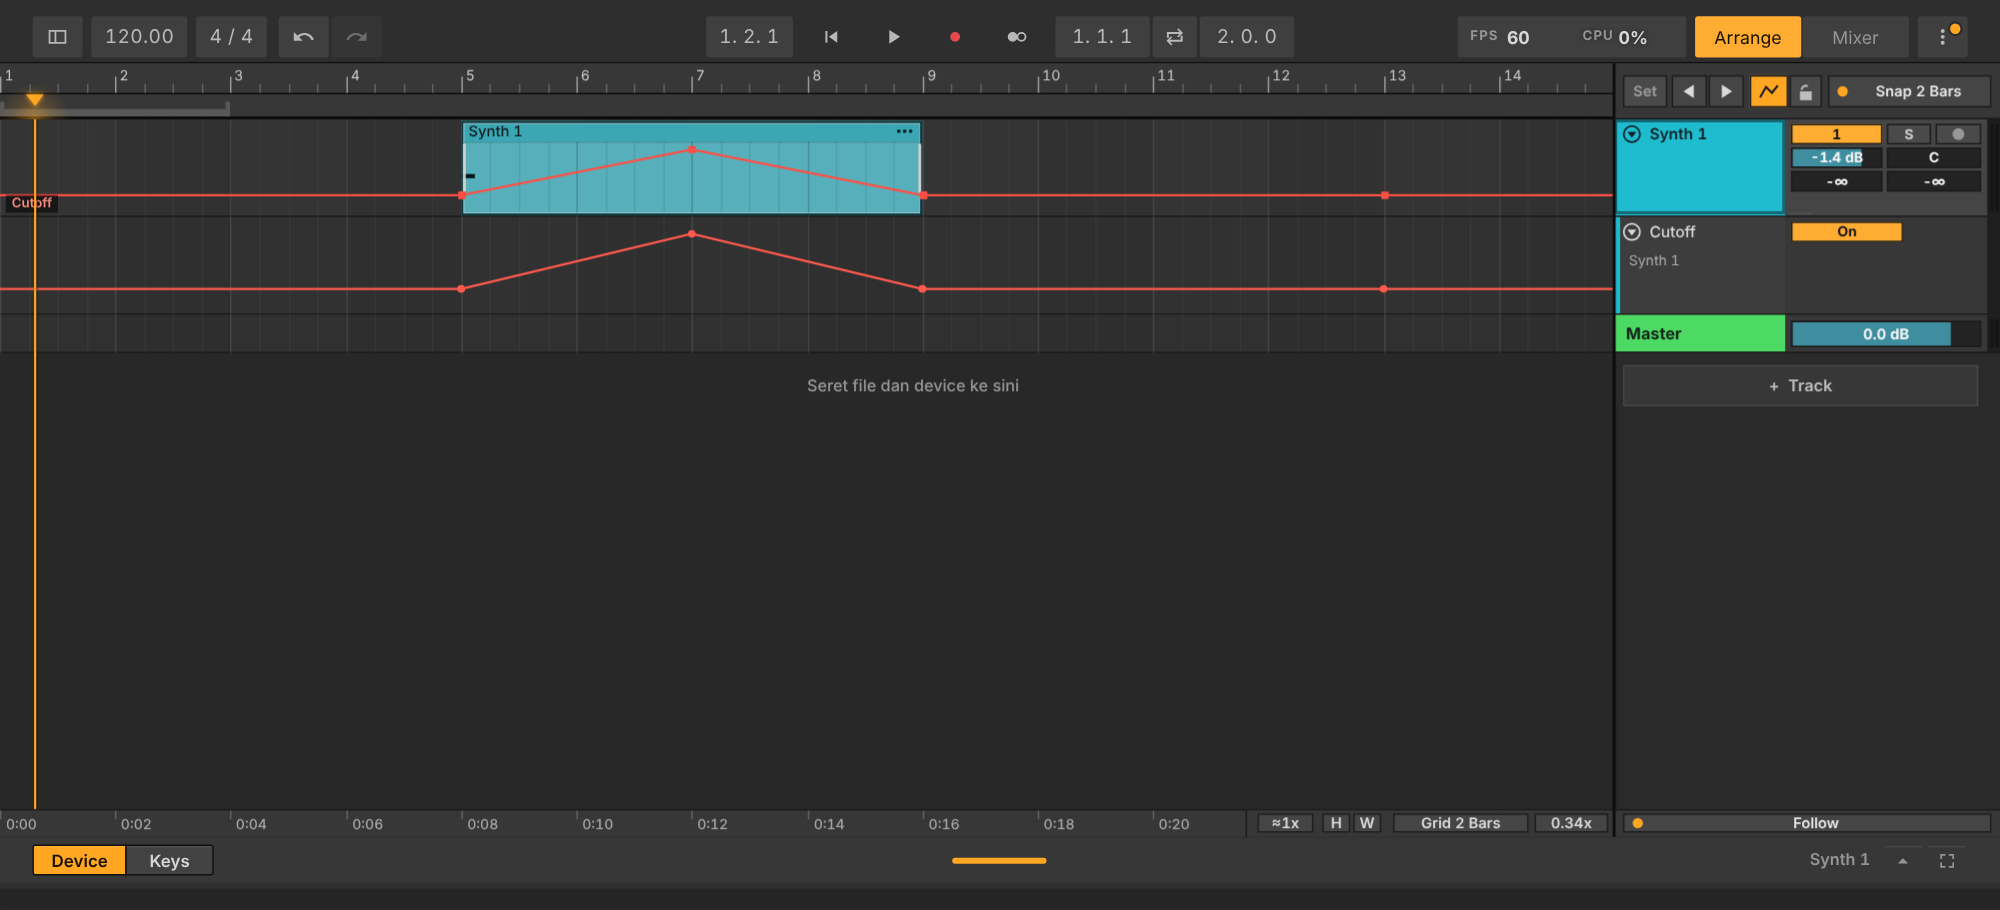 120.00
4 / 4
1. 2. 1
1. 1. 1
2. 0. 0
FPS 60
CPU 0%
Arrange
Mixer
1 2 3 4 5 6 7 8 9 10 11 12 13 14
Set
Snap 2 Bars
Synth 1
Cutoff
Synth 1
1
S
-1.4 dB
C
-∞
-∞
Cutoff
On
Synth 1
Master
0.0 dB
Seret file dan device ke sini
+ Track
0:00 0:02 0:04 0:06 0:08 0:10 0:12 0:14 0:16 0:18 0:20
≈1x
H
W
Grid 2 Bars
0.34x
Follow
Device
Keys
Synth 1